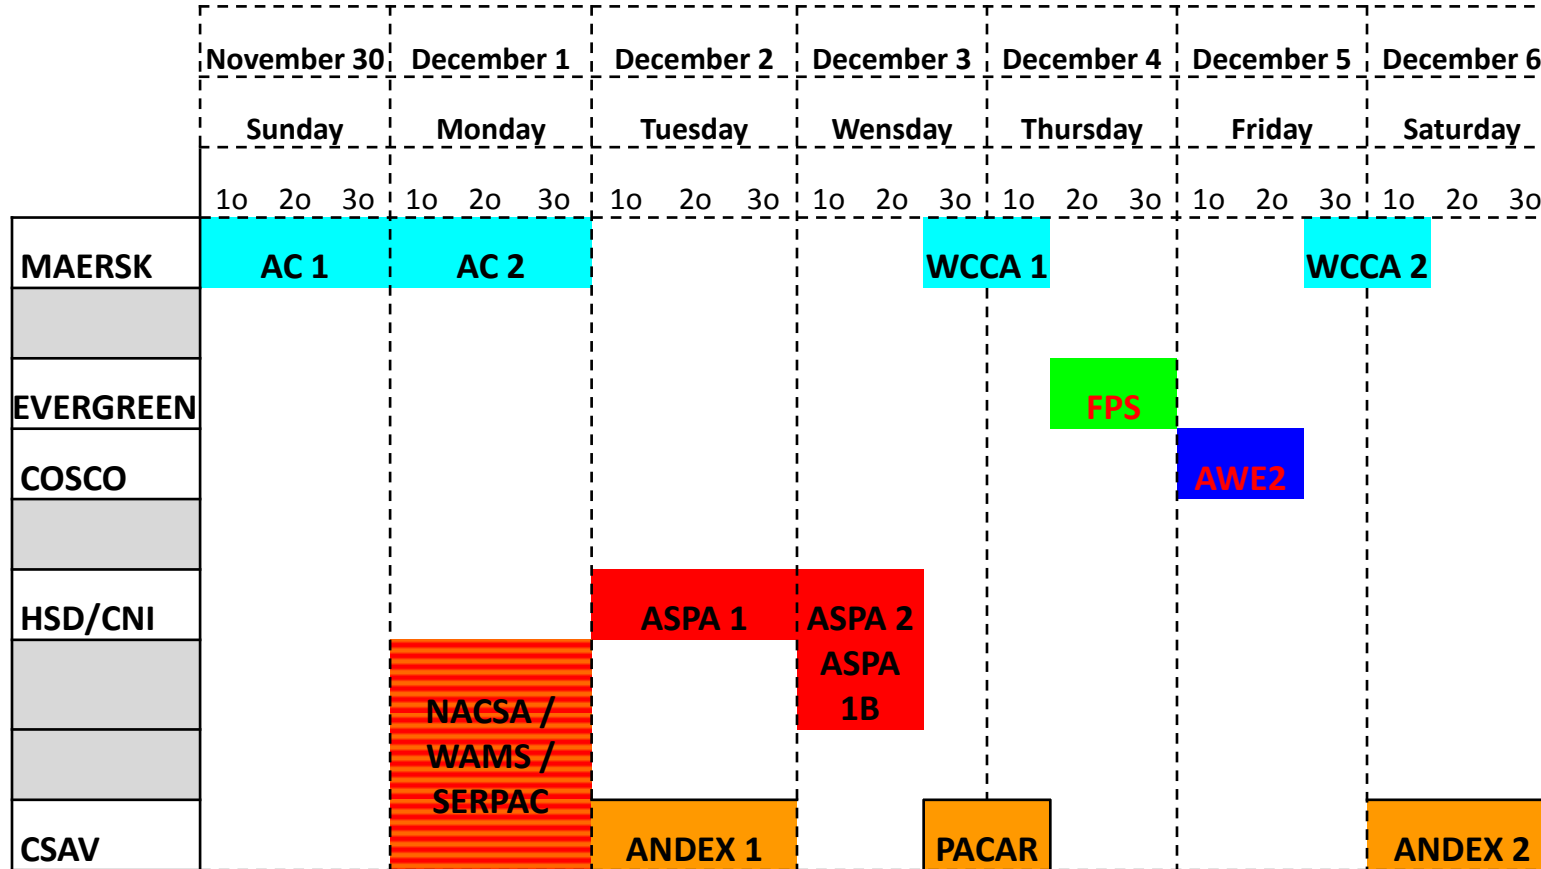 November 30 December 1 December 2 December 3 December 4 December 5 December 6
Sunday Monday Tuesday Wensday Thursday Friday Saturday
1o 2o 3o 1o 2o 3o 1o 2o 3o 1o 2o 3o 1o 2o 3o 1o 2o 3o 1o 2o 3o
MAERSK AC 1 AC 2 WCCA 1 WCCA 2
EVERGREEN FPS
COSCO AWE2
HSD/CNI ASPA 1 ASPA 2
ASPA
1B
NACSA /
WAMS /
SERPAC
CSAV ANDEX 1 PACAR ANDEX 2